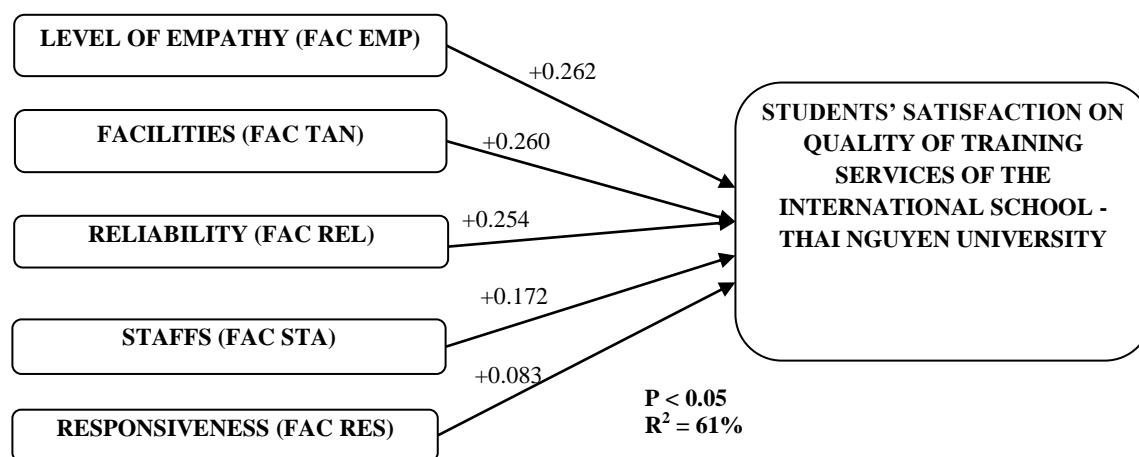 LEVEL OF EMPATHY (FAC EMP)
+0.262
FACILITIES (FAC TAN)
+0.260
RELIABILITY (FAC REL)
+0.254
STAFFS (FAC STA)
+0.172
RESPONSIVENESS (FAC RES)
+0.083
STUDENTS’ SATISFACTION ON
QUALITY OF TRAINING
SERVICES OF THE
INTERNATIONAL SCHOOL -
THAI NGUYEN UNIVERSITY
P < 0.05
R² = 61%